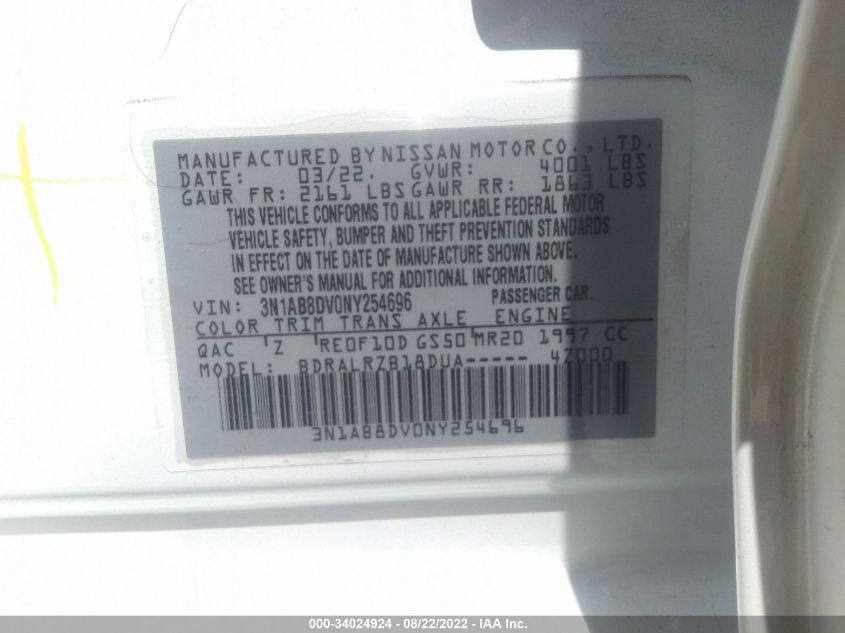 MANUFACTURED BY NISSAN MOTOR CO., LTD.
DATE: 03/22. GVWR: 4001 LBS
GAWR FR: 2161 LBS GAWR RR: 1863 LBS
THIS VEHICLE CONFORMS TO ALL APPLICABLE FEDERAL MOTOR
VEHICLE SAFETY, BUMPER AND THEFT PREVENTION STANDARDS
IN EFFECT ON THE DATE OF MANUFACTURE SHOWN ABOVE.
SEE OWNER'S MANUAL FOR ADDITIONAL INFORMATION.
VIN: 3N1AB8DV0NY254696 PASSENGER CAR.
COLOR TRIM TRANS AXLE ENGINE
QAC Z RE0F10D GS50 MR20 1997 CC
MODEL: BDRALRZB18DUA----- 4Z000
3N1AB8DV0NY254696
000-34024924 - 08/22/2022 - IAA Inc.